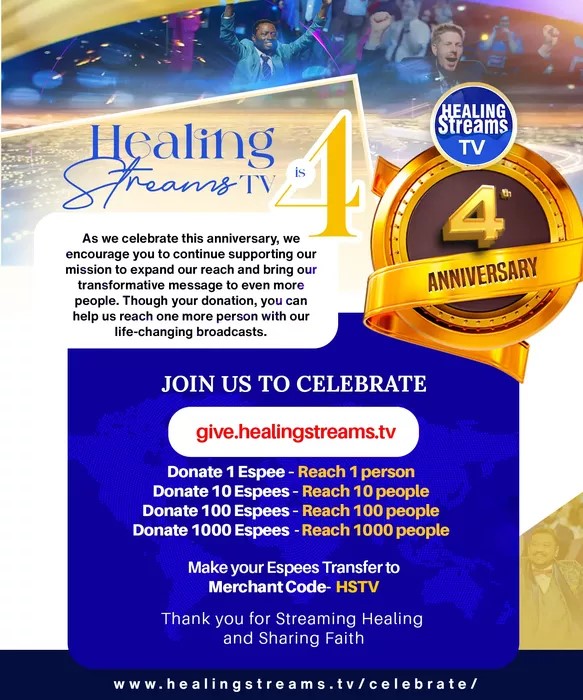 Healing
Streams TV
is
4
HEALING
Streams
TV
4th
ANNIVERSARY
As we celebrate this anniversary, we
encourage you to continue supporting our
mission to expand our reach and bring our
transformative message to even more
people. Though your donation, you can
help us reach one more person with our
life-changing broadcasts.
JOIN US TO CELEBRATE
give.healingstreams.tv
Donate 1 Espee - Reach 1 person
Donate 10 Espees - Reach 10 people
Donate 100 Espees - Reach 100 people
Donate 1000 Espees - Reach 1000 people
Make your Espees Transfer to
Merchant Code- HSTV
Thank you for Streaming Healing
and Sharing Faith
www.healingstreams.tv/celebrate/